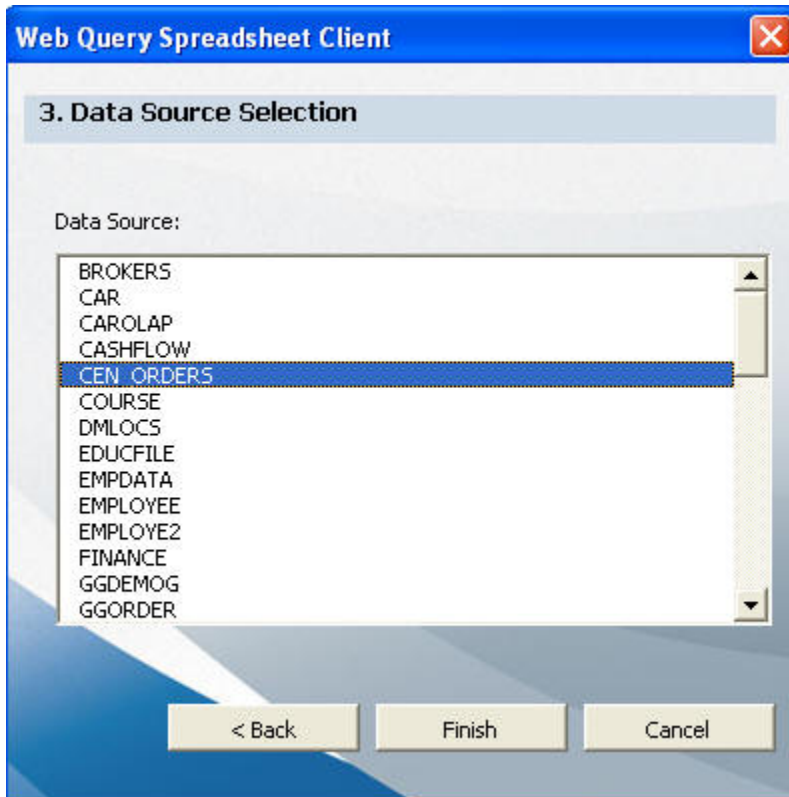 Web Query Spreadsheet Client
3. Data Source Selection
Data Source:
BROKERS
CAR
CAROLAP
CASHFLOW
CEN_ORDERS
COURSE
DMLOCS
EDUCFILE
EMPDATA
EMPLOYEE
EMPLOYE2
FINANCE
GGDEMOG
GGORDER
< Back Finish Cancel